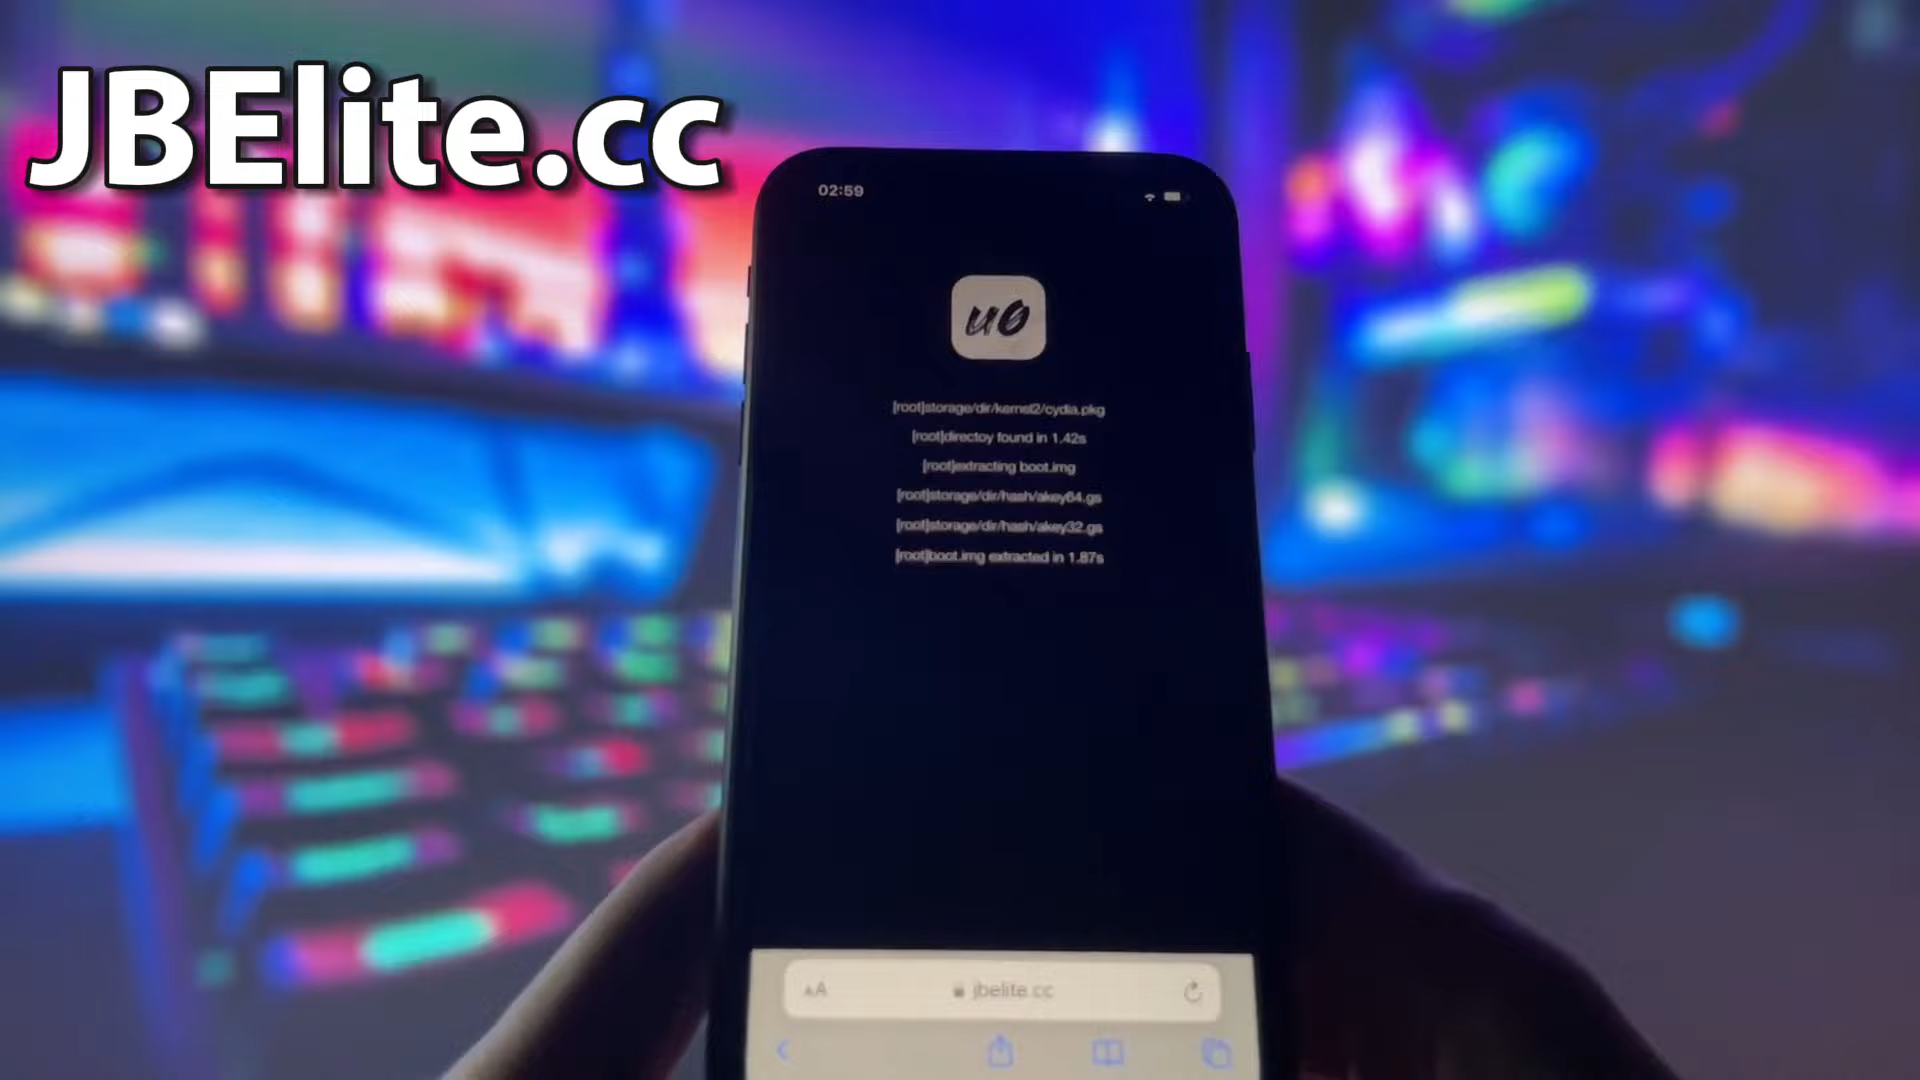 JBElite.cc
02:59
u0
[root]storage/dir/kernel2/cydia.pkg
[root]directoy found in 1.42s
[root]extracting boot.img
[root]storage/dir/hash/akey64.gs
[root]storage/dir/hash/akey32.gs
[root]boot.img extracted in 1.87s
AA jbelite.cc